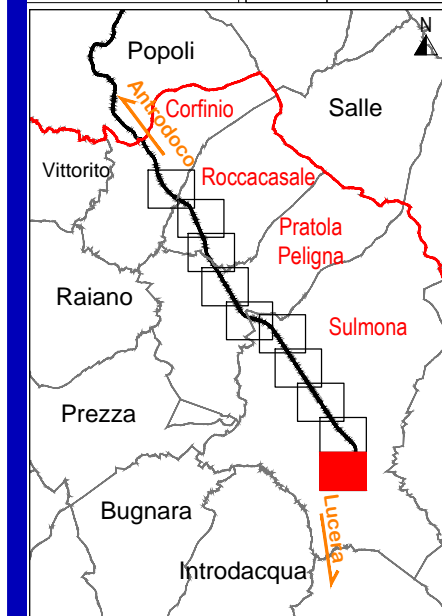 N
Popoli
Antrodoco
Corfinio
Salle
Vittorito
Roccacasale
Pratola
Peligna
Raiano
Sulmona
Prezza
Bugnara
Lucera
Introdacqua